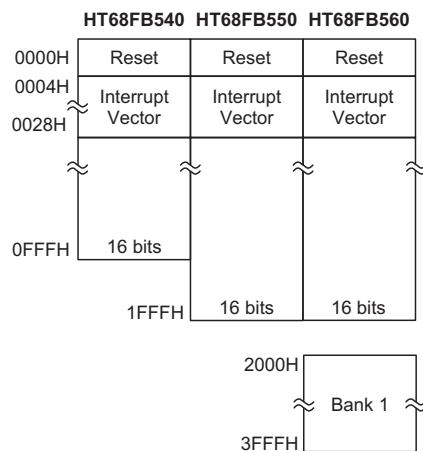 HT68FB540 HT68FB550 HT68FB560
0000H Reset Reset Reset
0004H
Interrupt Interrupt Interrupt
Vector Vector Vector
0028H
0FFFH 16 bits
1FFFH 16 bits 16 bits
2000H
Bank 1
3FFFH